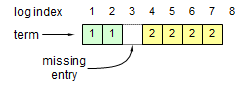 log index 1 2 3 4 5 6 7 8
term 1 1 2 2 2 2
missing
entry